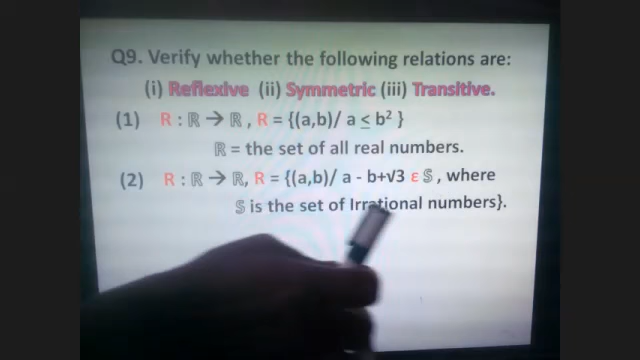 Q9. Verify whether the following relations are:
(i) Reflexive (ii) Symmetric (iii) Transitive.
(1) R : ℝ → ℝ , R = {(a,b)/ a ≤ b² }
ℝ = the set of all real numbers.
(2) R : ℝ → ℝ, R = {(a,b)/ a - b+√3 ε 𝕊 , where
𝕊 is the set of Irrational numbers}.